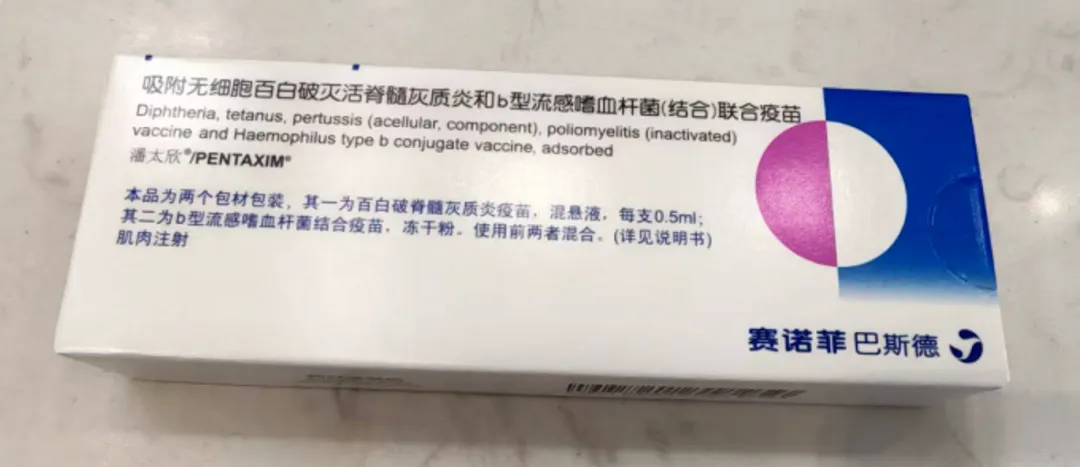 吸附无细胞百白破灭活脊髓灰质炎和b型流感嗜血杆菌(结合)联合疫苗
Diphtheria, tetanus, pertussis (acellular, component), poliomyelitis (inactivated)
vaccine and Haemophilus type b conjugate vaccine, adsorbed
潘太欣®/PENTAXIM®
本品为两个包材包装，其一为百白破脊髓灰质炎疫苗，混悬液，每支0.5ml；
其二为b型流感嗜血杆菌结合疫苗，冻干粉。使用前两者混合。(详见说明书)
肌肉注射
赛诺菲 巴斯德